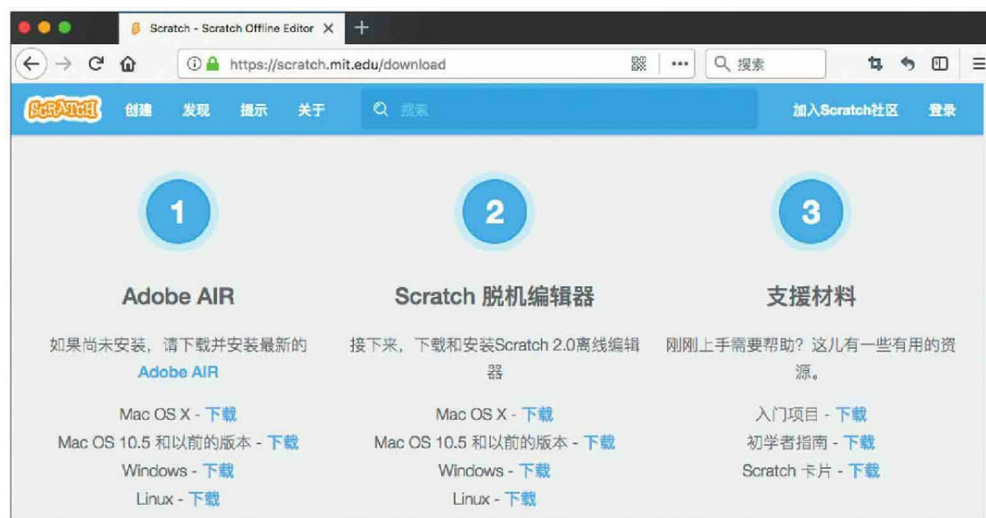 Scratch - Scratch Offline Editor
https://scratch.mit.edu/download
搜索
SCRATCH 创建 发现 提示 关于 搜索 加入Scratch社区 登录
1
Adobe AIR
如果尚未安装，请下载并安装最新的
Adobe AIR
Mac OS X - 下载
Mac OS 10.5 和以前的版本 - 下载
Windows - 下载
Linux - 下载
2
Scratch 脱机编辑器
接下来，下载和安装Scratch 2.0离线编辑
器
Mac OS X - 下载
Mac OS 10.5 和以前的版本 - 下载
Windows - 下载
Linux - 下载
3
支援材料
刚刚上手需要帮助？这儿有一些有用的资
源。
入门项目 - 下载
初学者指南 - 下载
Scratch 卡片 - 下载